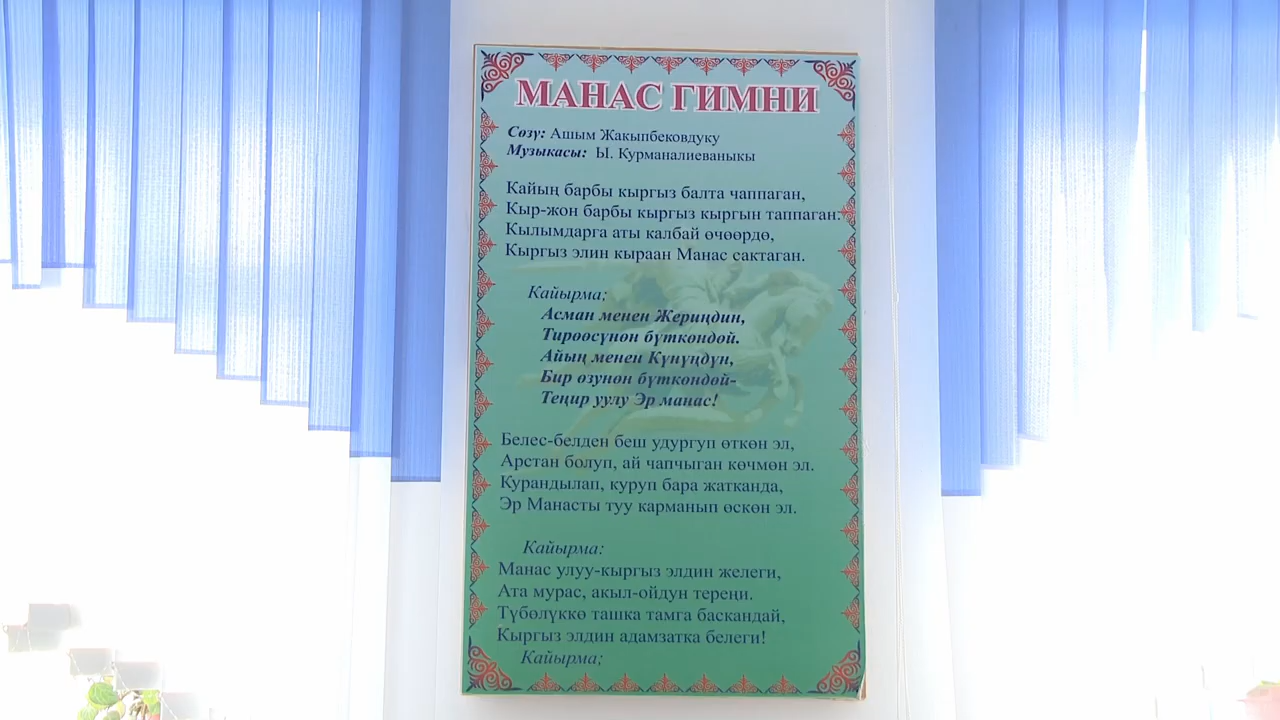 МАНАС ГИМНИ
Сөзү: Ашым Жакыпбековдуку
Музыкасы: Ы. Курманалиеваныкы
Кайың барбы кыргыз балта чаппаган,
Кыр-жон барбы кыргыз кыргын таппаган.
Кылымдарга аты калбай өчөөрдө,
Кыргыз элин кыраан Манас сактаган.
Кайырма;
Асман менен Жериңдин,
Тирөөсүнөн бүткөндөй.
Айың менен Күнүңдүн,
Бир өзунөн бүткөндөй-
Теңир уулу Эр манас!
Белес-белден беш удургуп өткөн эл,
Арстан болуп, ай чапчыган көчмөн эл.
Курандылап, куруп бара жатканда,
Эр Манасты туу карманып өскөн эл.
Кайырма:
Манас улуу-кыргыз элдин желеги,
Ата мурас, акыл-ойдун тереңи.
Түбөлүккө ташка тамга баскандай,
Кыргыз элдин адамзатка белеги!
Кайырма;